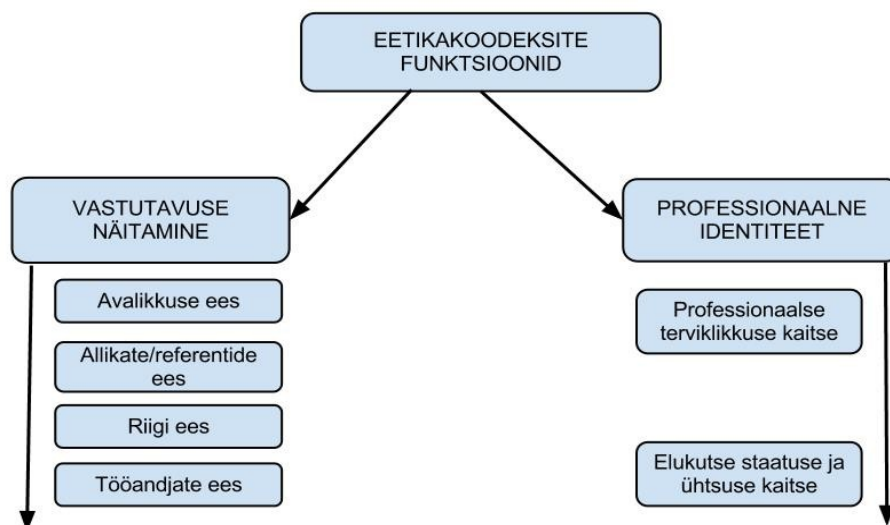 EETIKAKOODEKSITE
FUNKTSIOONID
VASTUTAVUSE
NÄITAMINE
Avalikkuse ees
Allikate/referentide
ees
Riigi ees
Tööandjate ees
PROFESSIONAALNE
IDENTITEET
Professionaalse
terviklikkuse kaitse
Elukutse staatuse ja
ühtsuse kaitse